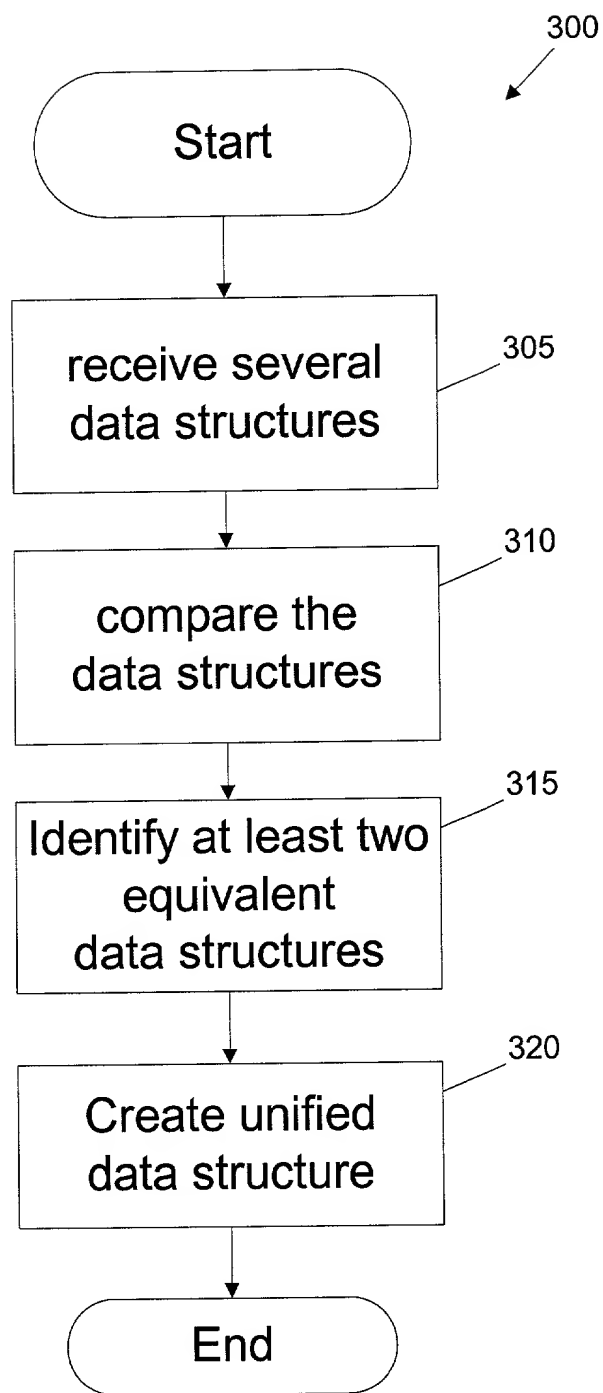 300
Start
receive several
data structures
305
compare the
data structures
310
Identify at least two
equivalent
data structures
315
Create unified
data structure
320
End